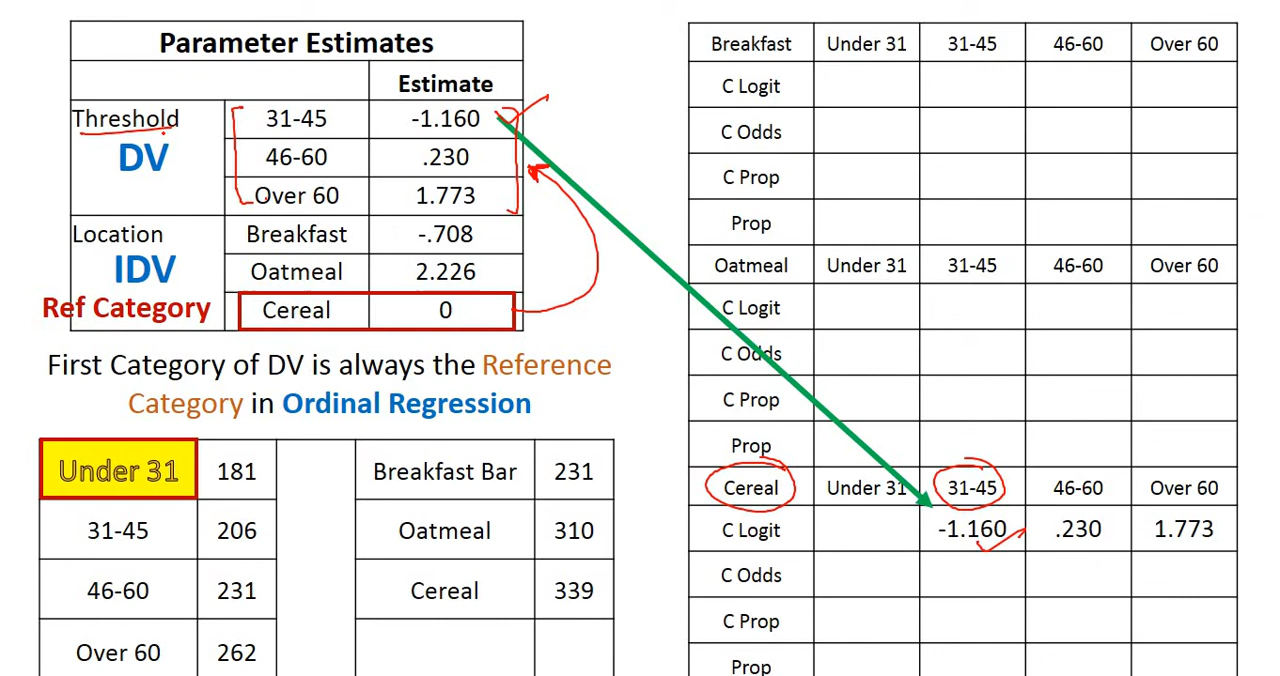 Parameter Estimates
Estimate
Threshold 31-45 -1.160
DV 46-60 .230
Over 60 1.773
Location Breakfast -.708
IDV Oatmeal 2.226
Ref Category Cereal 0
First Category of DV is always the Reference
Category in Ordinal Regression
Under 31 181 Breakfast Bar 231
31-45 206 Oatmeal 310
46-60 231 Cereal 339
Over 60 262
Breakfast Under 31 31-45 46-60 Over 60
C Logit
C Odds
C Prop
Prop
Oatmeal Under 31 31-45 46-60 Over 60
C Logit
C Odds
C Prop
Prop
Cereal Under 31 31-45 46-60 Over 60
C Logit -1.160 .230 1.773
C Odds
C Prop
Prop